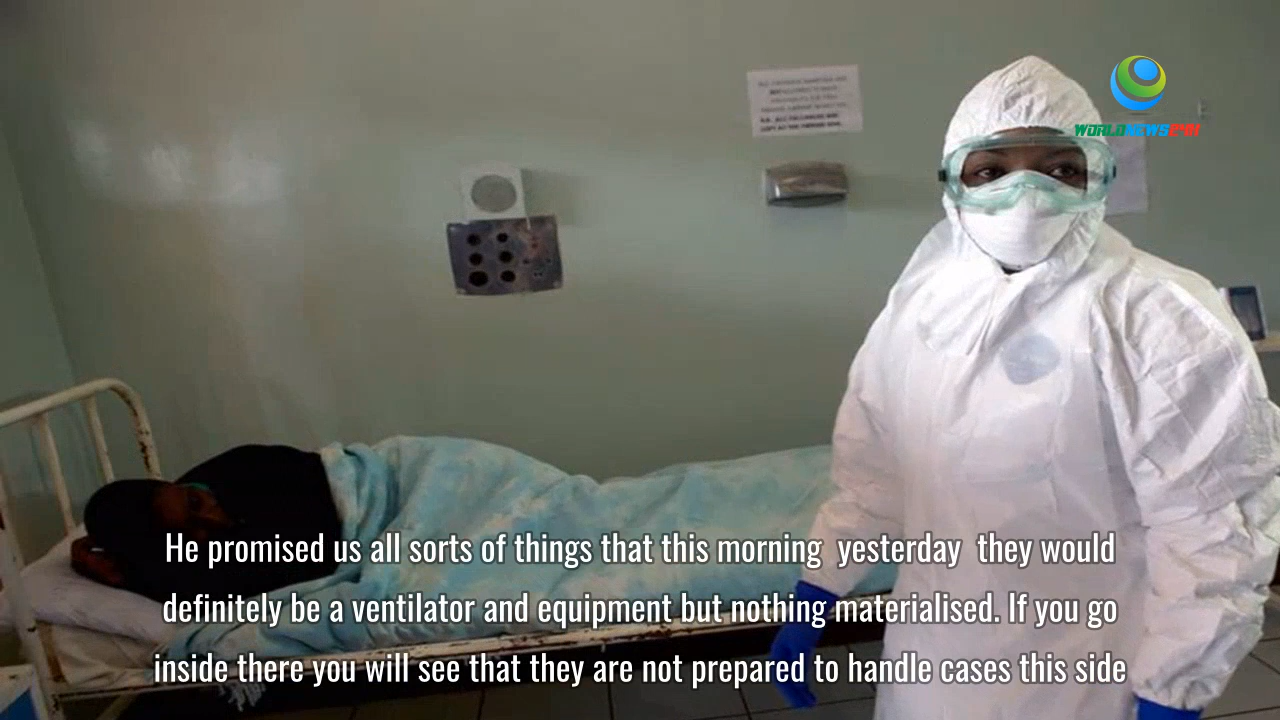 WORLDNEWS24H
He promised us all sorts of things that this morning  yesterday  they would
definitely be a ventilator and equipment but nothing materialised. If you go
inside there you will see that they are not prepared to handle cases this side